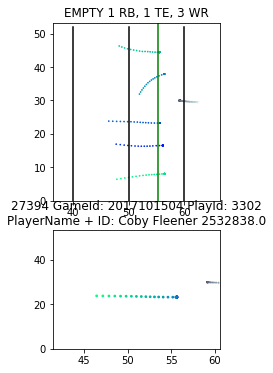 EMPTY 1 RB, 1 TE, 3 WR
50
40
30
20
10
0
40 50 60
27394 GameId: 2017101504 PlayId: 3302
PlayerName + ID: Coby Fleener 2532838.0
40
20
0
45 50 55 60